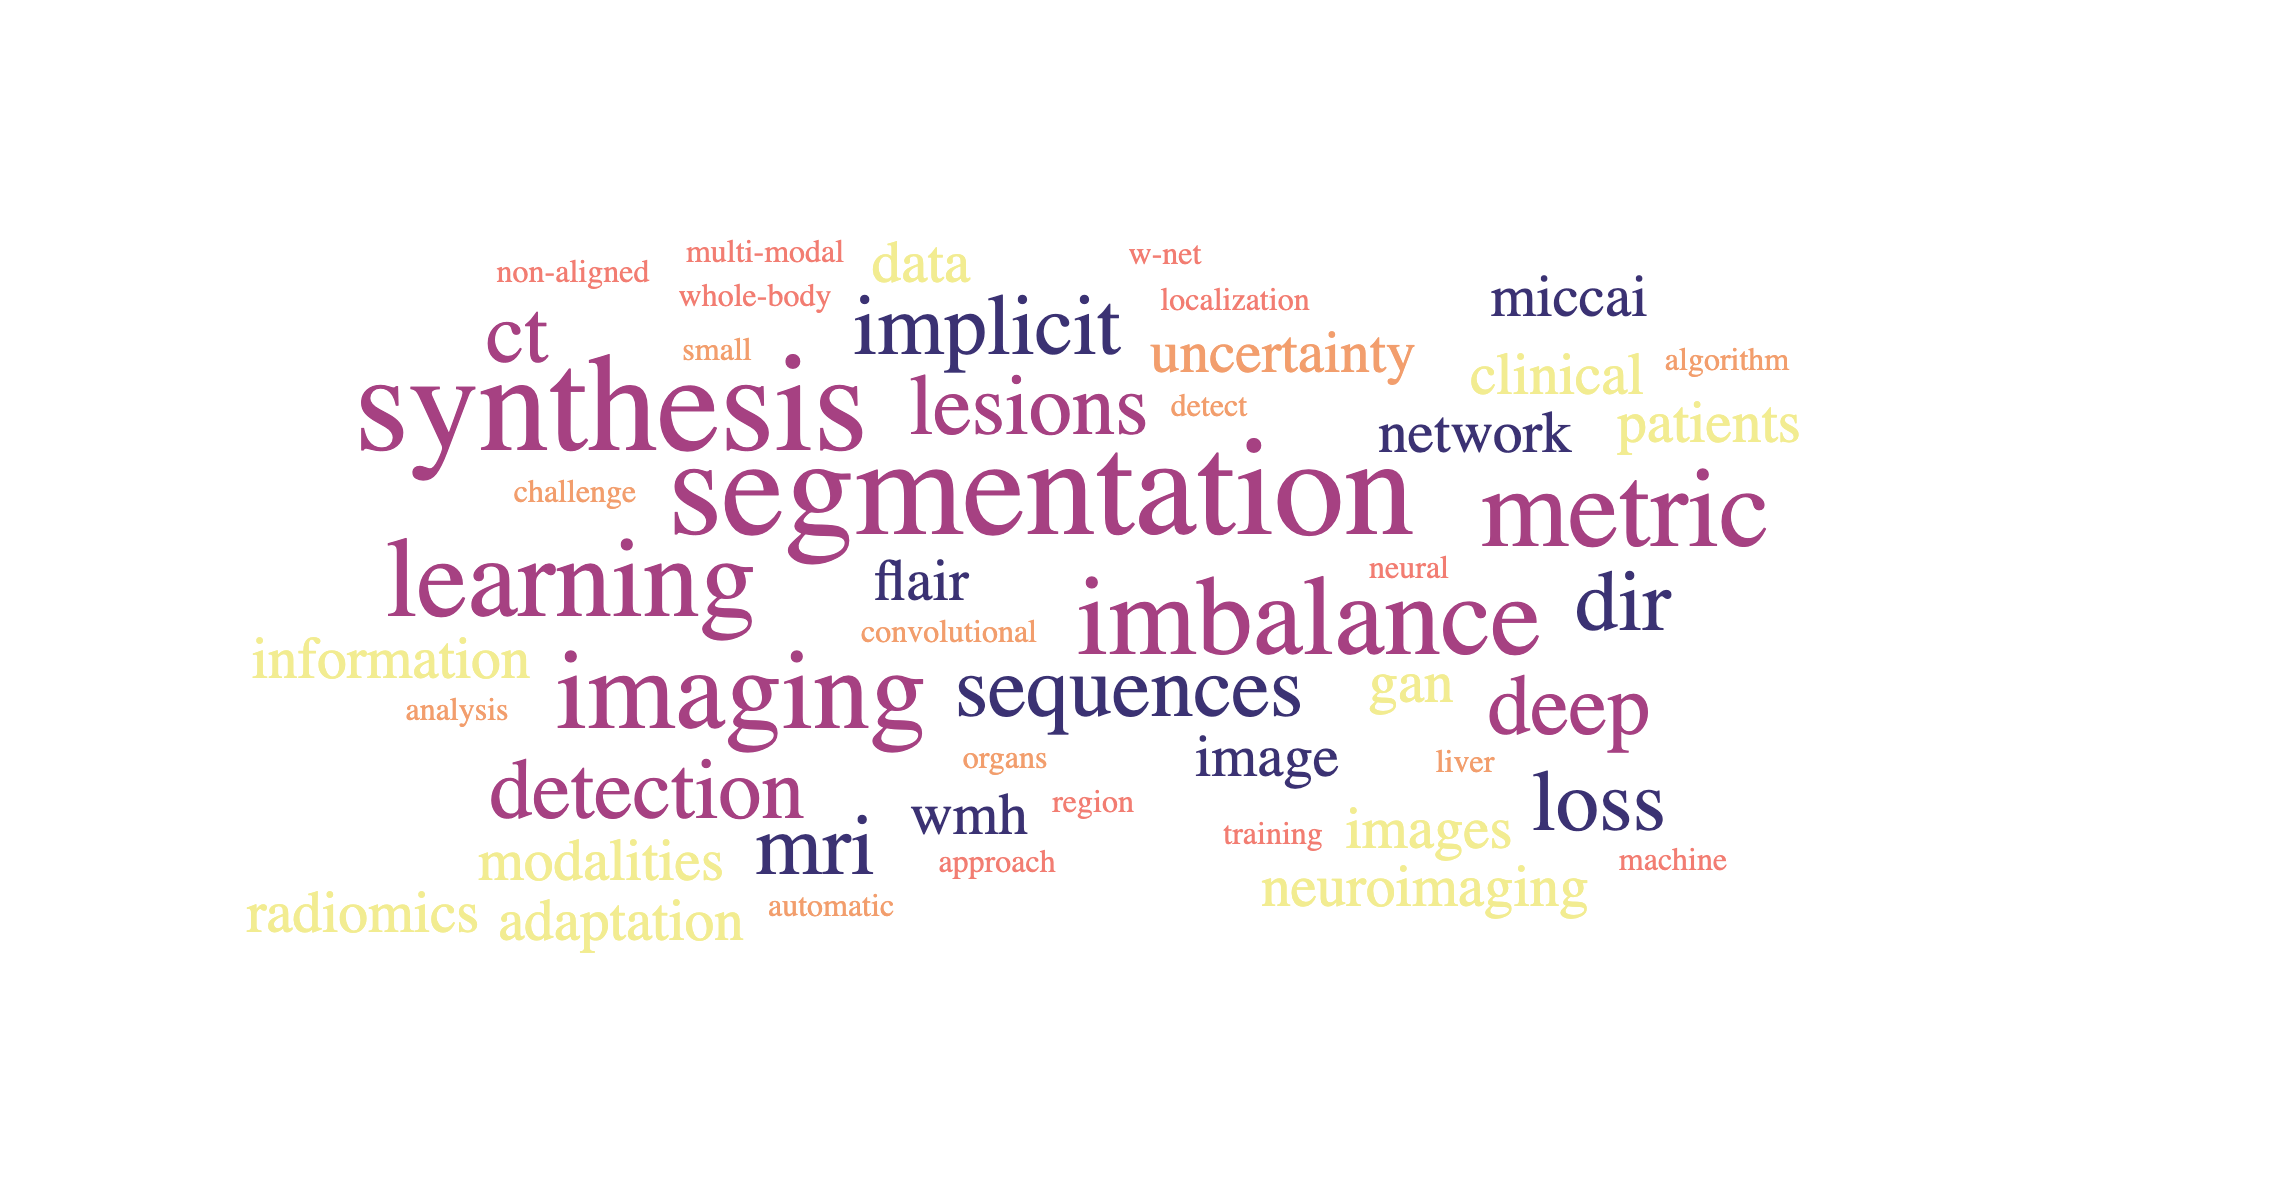 multi-modal
data
w-net
non-aligned
whole-body
localization
miccai
ct
implicit
small
uncertainty
clinical
algorithm
synthesis
lesions
detect
network
patients
challenge
segmentation
metric
learning
flair
neural
imbalance
dir
convolutional
information
analysis
imaging
sequences
gan
deep
organs
image
liver
detection
wmh
region
loss
modalities
mri
approach
training
images
machine
radiomics
adaptation
automatic
neuroimaging